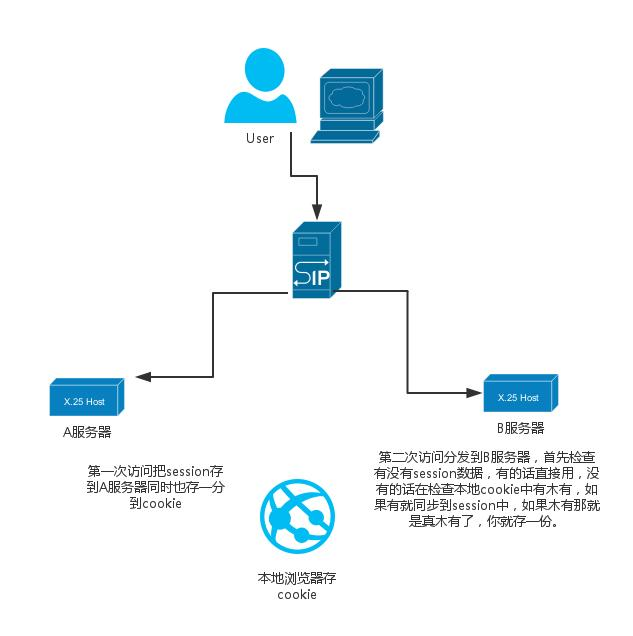 User
SIP
X.25 Host
A服务器
X.25 Host
B服务器
第一次访问把session存
到A服务器同时也存一分
到cookie
第二次访问分发到B服务器，首先检查
有没有session数据，有的话直接用，没
有的话在检查本地cookie中有木有，如
果有就同步到session中，如果木有那就
是真木有了，你就存一份。
本地浏览器存
cookie